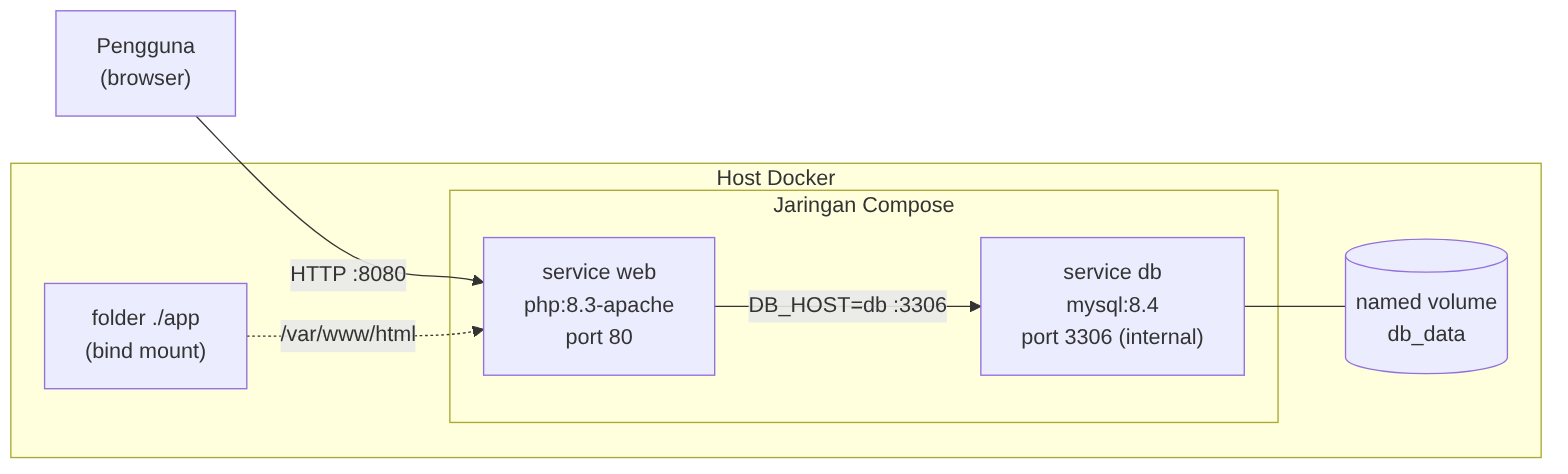 Pengguna
(browser)
Host Docker
Jaringan Compose
HTTP :8080
folder ./app
(bind mount)
/var/www/html
service web
php:8.3-apache
port 80
DB_HOST=db :3306
service db
mysql:8.4
port 3306 (internal)
named volume
db_data